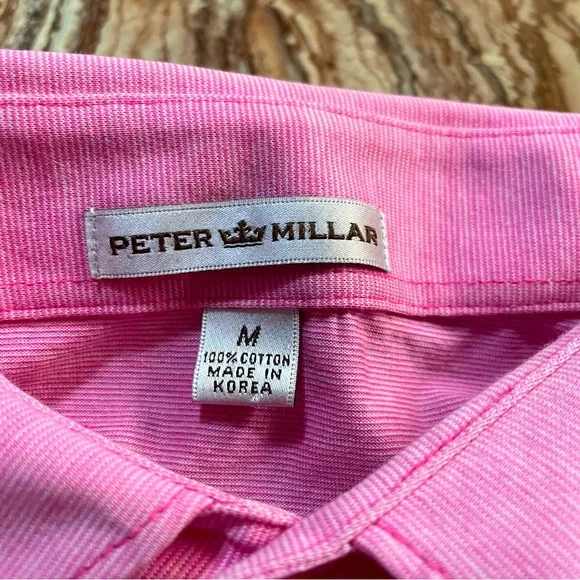 PETER MILLAR
M
100% COTTON
MADE IN
KOREA